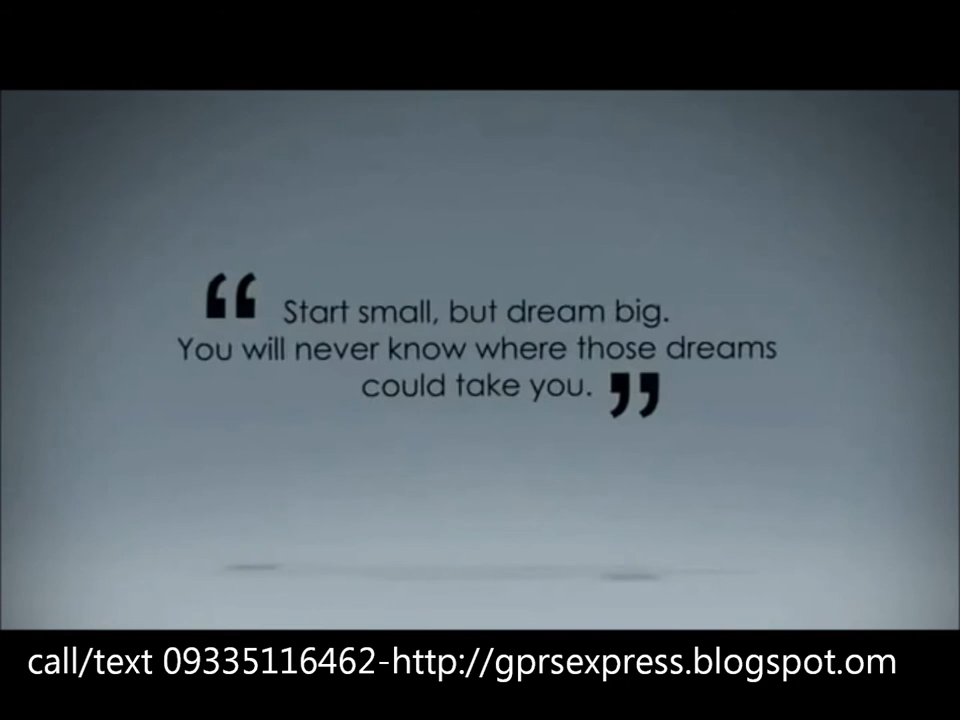 “ Start small, but dream big.
You will never know where those dreams
could take you. ”
call/text 09335116462-http://gprsexpress.blogspot.om